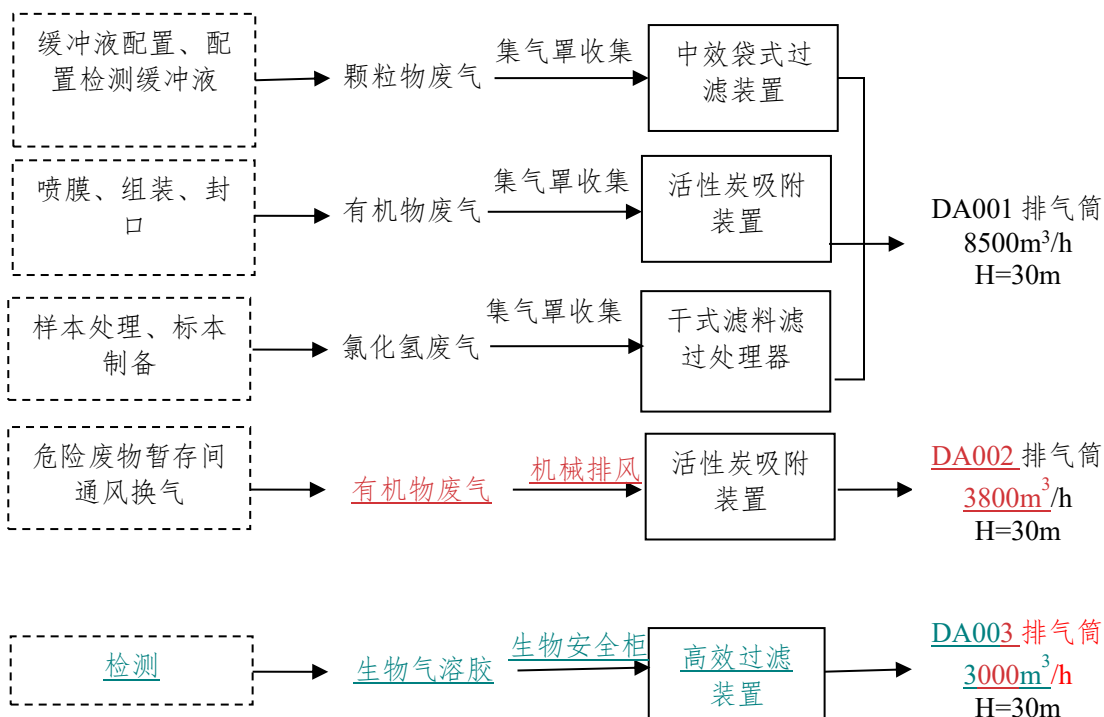 缓冲液配置、配
置检测缓冲液
颗粒物废气
集气罩收集
中效袋式过
滤装置
喷膜、组装、封
口
有机物废气
集气罩收集
活性炭吸附
装置
DA001 排气筒
8500m³/h
H=30m
样本处理、标本
制备
氯化氢废气
集气罩收集
干式滤料滤
过处理器
危险废物暂存间
通风换气
有机物废气
机械排风
活性炭吸附
装置
DA002 排气筒
3800m³/h
H=30m
检测
生物气溶胶
生物安全柜
高效过滤
装置
DA003 排气筒
3000m³/h
H=30m